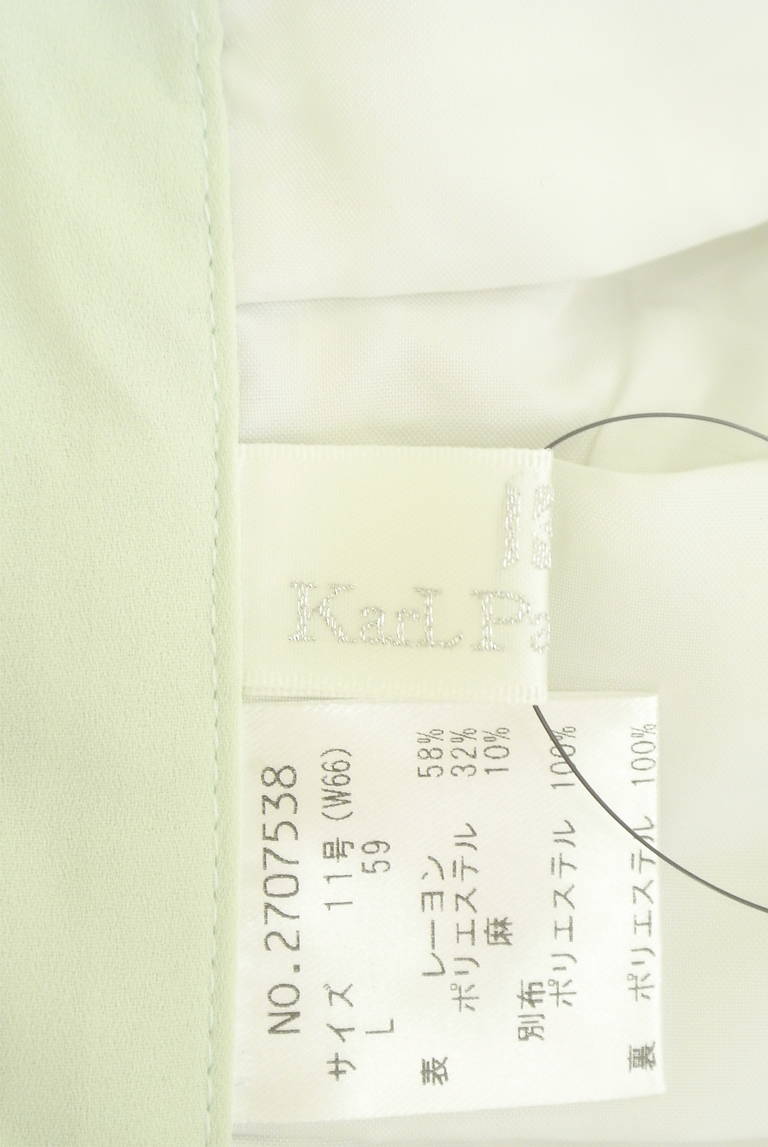 KarL P
NO.2707538
サイズ 11号(W66)
L 59
表 レーヨン 58%
ポリエステル 32%
麻 10%
別布
ポリエステル 100%
裏 ポリエステル 100%